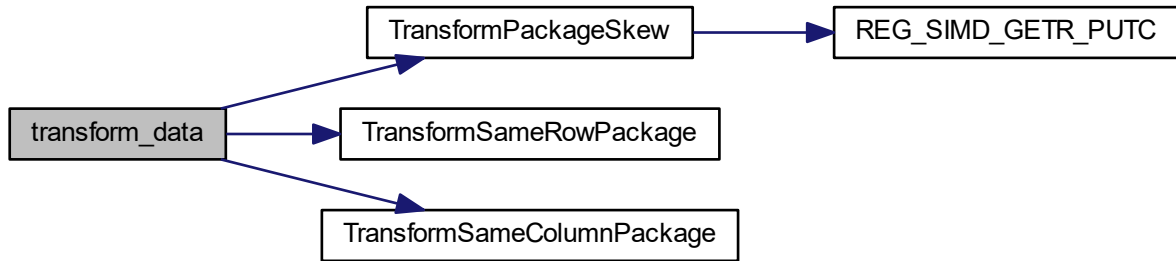 TransformPackageSkew
REG_SIMD_GETR_PUTC
transform_data
TransformSameRowPackage
TransformSameColumnPackage